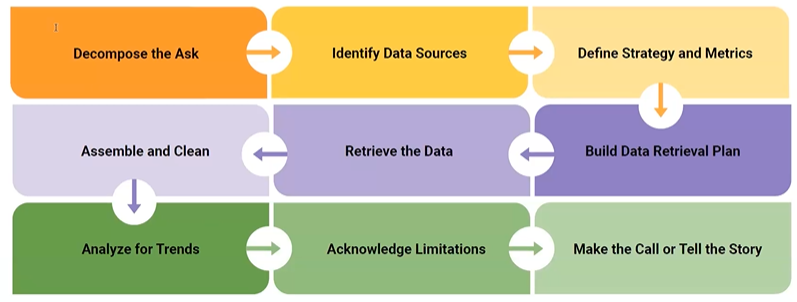 Decompose the Ask
Identify Data Sources
Define Strategy and Metrics
Assemble and Clean
Retrieve the Data
Build Data Retrieval Plan
Analyze for Trends
Acknowledge Limitations
Make the Call or Tell the Story